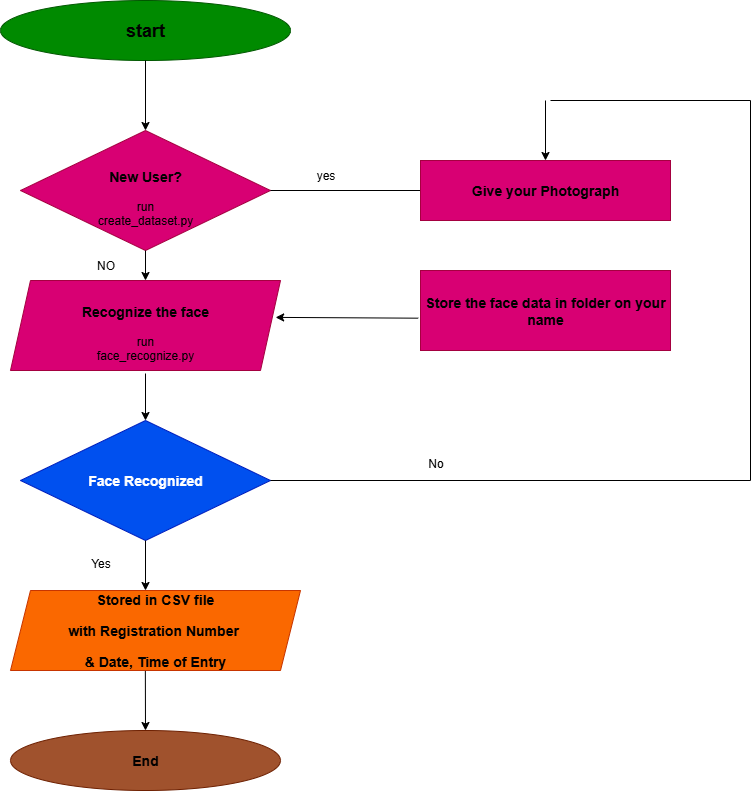 start
New User?
run
create_dataset.py
yes
Give your Photograph
NO
Recognize the face
run
face_recognize.py
Store the face data in folder on your
name
Face Recognized
No
Yes
Stored in CSV file
with Registration Number
& Date, Time of Entry
End